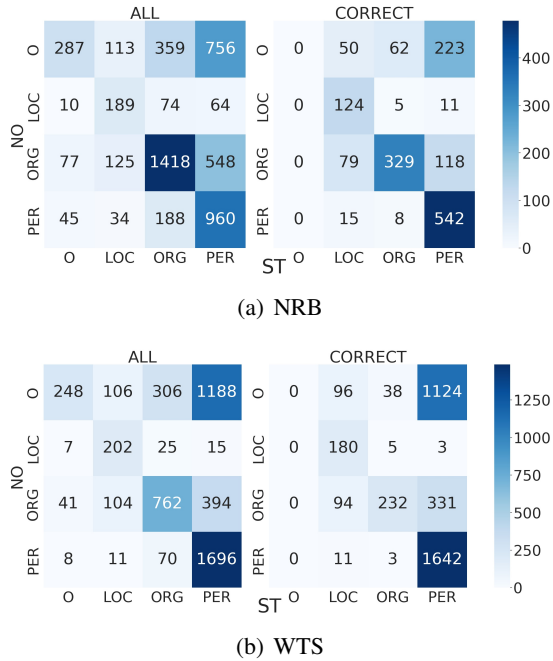 ALL CORRECT
O 287 113 359 756 O 0 50 62 223
LOC 10 189 74 64 LOC 0 124 5 11
ORG 77 125 1418 548 ORG 0 79 329 118
PER 45 34 188 960 PER 0 15 8 542
NO
O LOC ORG PER O LOC ORG PER
ST
400
300
200
100
0
(a) NRB
ALL CORRECT
O 248 106 306 1188 O 0 96 38 1124
LOC 7 202 25 15 LOC 0 180 5 3
ORG 41 104 762 394 ORG 0 94 232 331
PER 8 11 70 1696 PER 0 11 3 1642
NO
O LOC ORG PER O LOC ORG PER
ST
1250
1000
750
500
250
0
(b) WTS